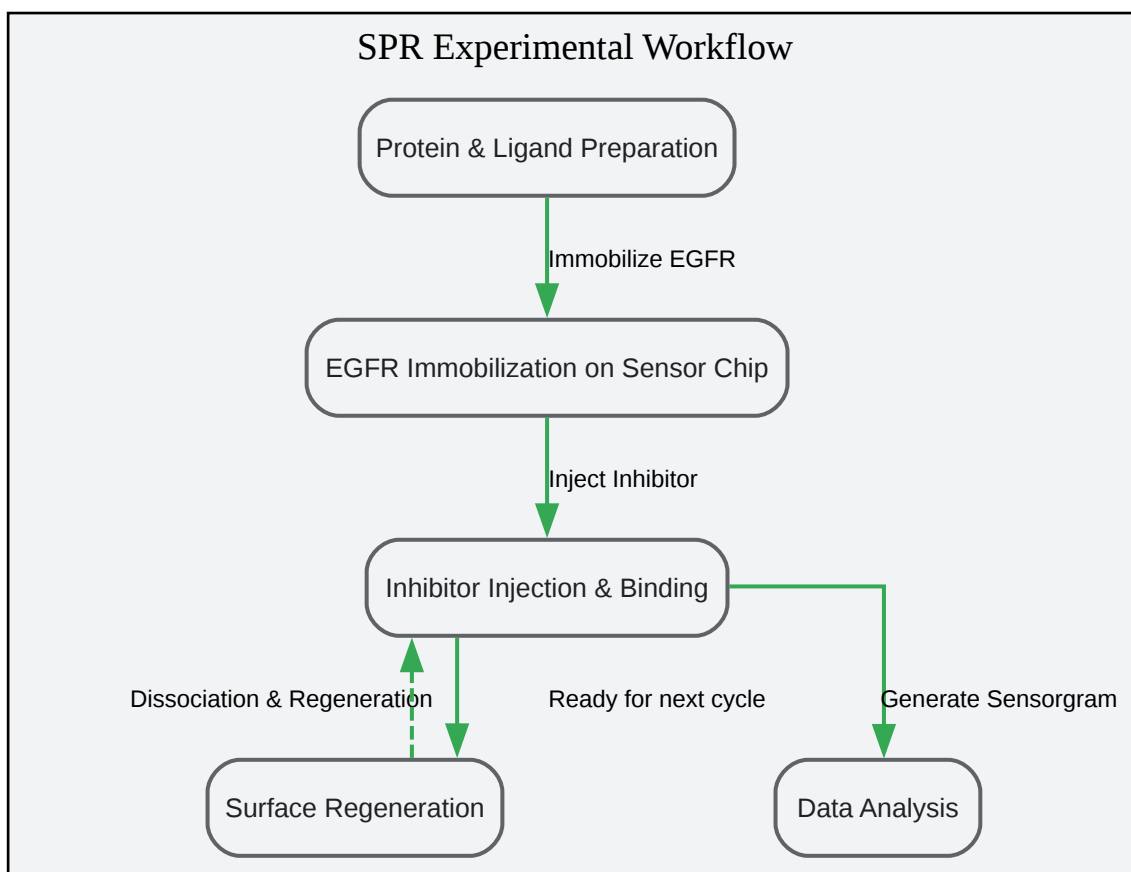 SPR Experimental Workflow
Protein & Ligand Preparation
Immobilize EGFR
EGFR Immobilization on Sensor Chip
Inject Inhibitor
Inhibitor Injection & Binding
Dissociation & Regeneration
Ready for next cycle
Generate Sensorgram
Surface Regeneration
Data Analysis